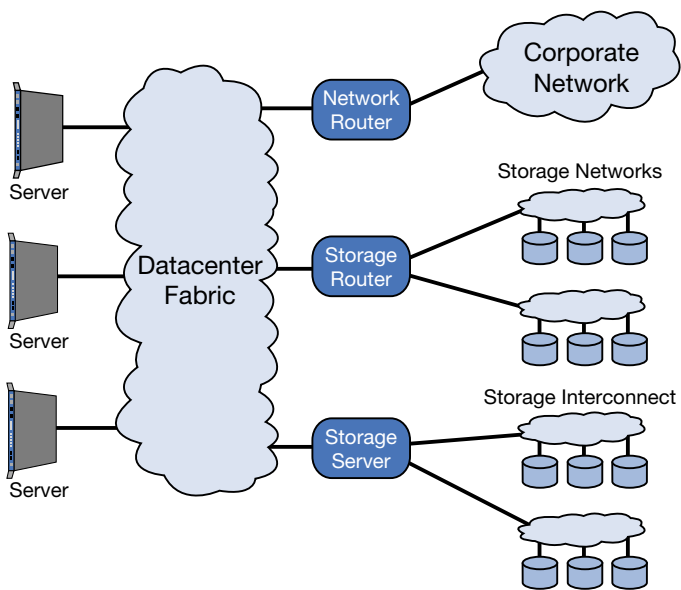 Corporate
Network
Network
Router
Server
Storage Networks
Datacenter
Fabric
Storage
Router
Server
Storage Interconnect
Storage
Server
Server